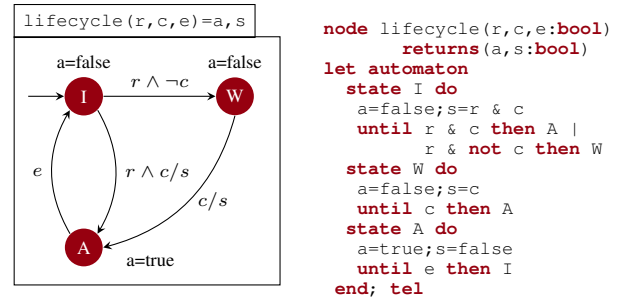 lifecycle(r,c,e)=a,s
a=false
a=false
I
r ∧ ¬c
W
e
r ∧ c/s
c/s
A
a=true
node lifecycle(r,c,e:bool)
returns(a,s:bool)
let automaton
state I do
a=false;s=r & c
until r & c then A |
r & not c then W
state W do
a=false;s=c
until c then A
state A do
a=true;s=false
until e then I
end; tel